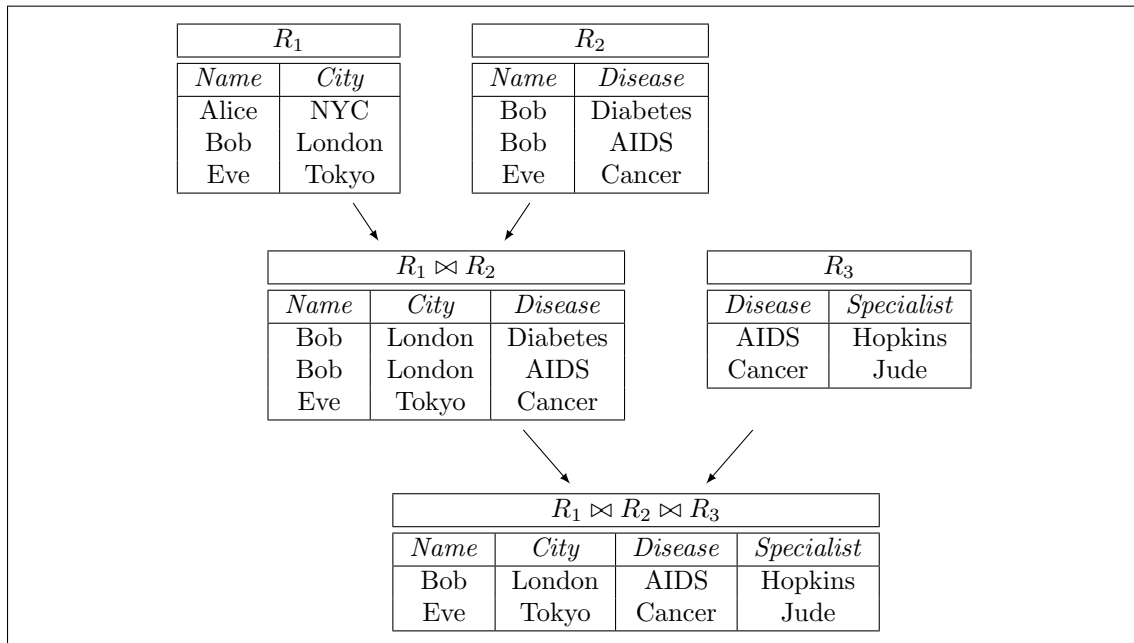 R1
Name City
Alice NYC
Bob London
Eve Tokyo
R2
Name Disease
Bob Diabetes
Bob AIDS
Eve Cancer
R1 ⋈ R2
Name City Disease
Bob London Diabetes
Bob London AIDS
Eve Tokyo Cancer
R3
Disease Specialist
AIDS Hopkins
Cancer Jude
R1 ⋈ R2 ⋈ R3
Name City Disease Specialist
Bob London AIDS Hopkins
Eve Tokyo Cancer Jude